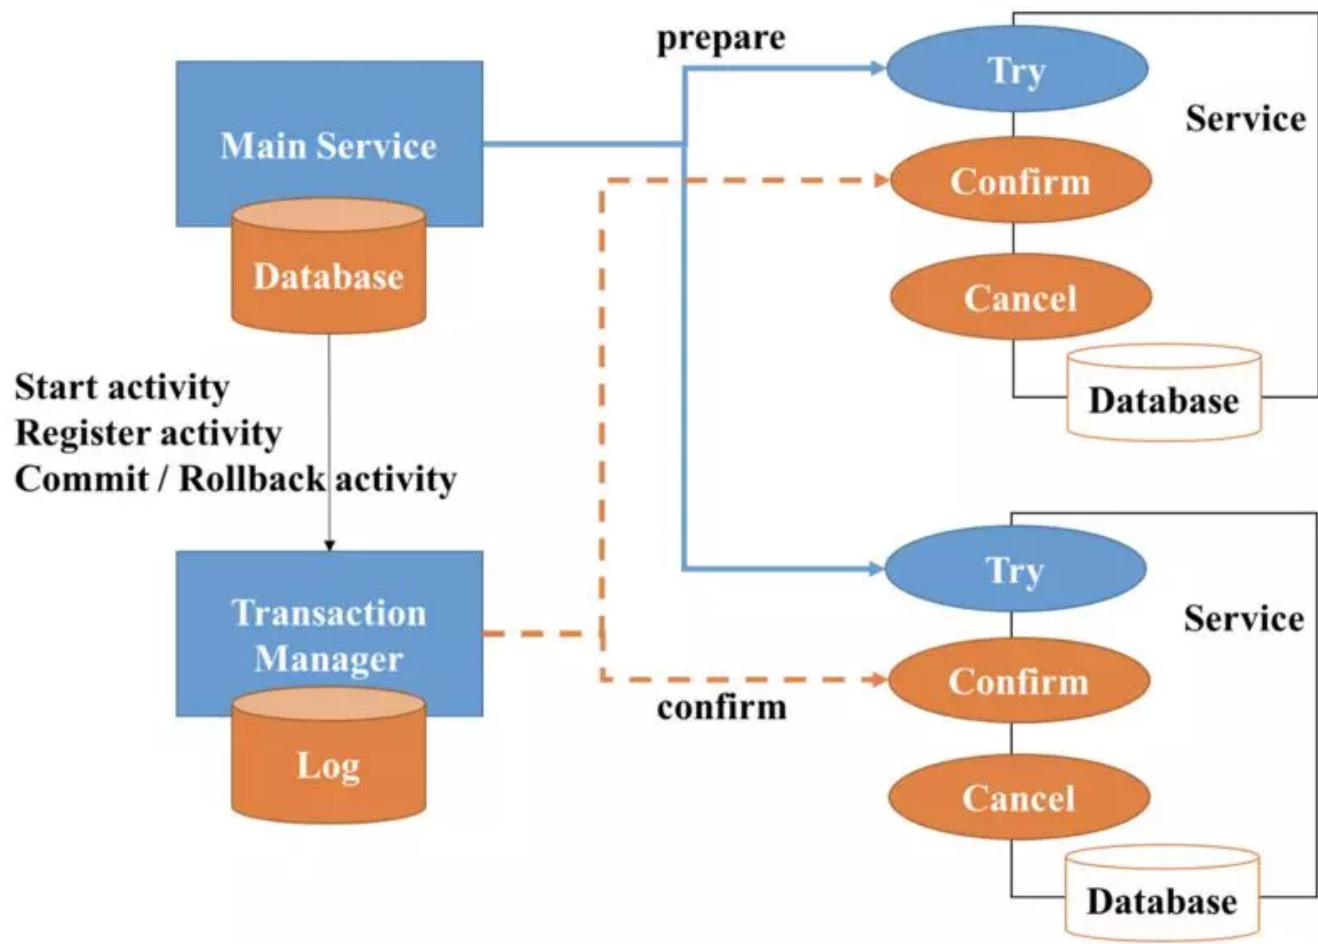 prepare
Try
Service
Main Service
Confirm
Database
Cancel
Database
Start activity
Register activity
Commit / Rollback activity
Try
Transaction
Manager
Service
Confirm
confirm
Log
Cancel
Database